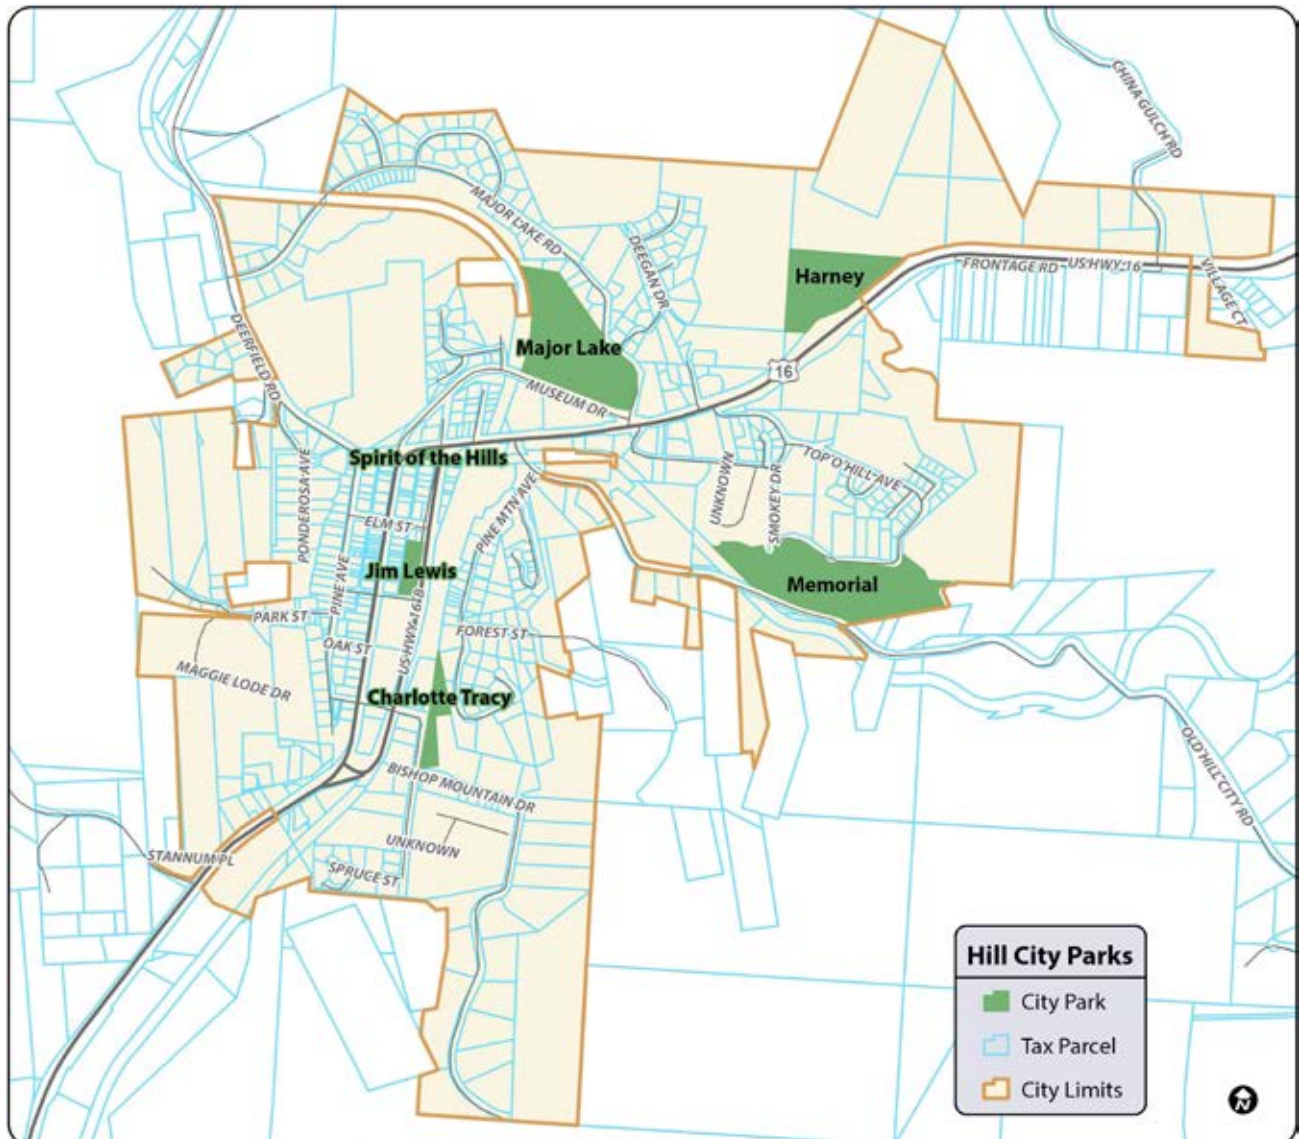 CHINA GULCH RD
MAJOR LAKE RD
DEEGAN DR
Harney
FRONTAGE RD
US HWY 16
VILLAGE CT
DEERFIELD RD
Major Lake
16
MUSEUM DR
Spirit of the Hills
PONDEROSA AVE
PINE MTN AVE
UNKNOWN
SMOKEY DR
TOP O HILL AVE
ELM ST
Jim Lewis
PINE AVE
US HWY 16
Memorial
PARK ST
OAK ST
FOREST ST
MAGGIE LODE DR
Charlotte Tracy
OLD HILL CITY RD
BISHOP MOUNTAIN DR
UNKNOWN
STANNUM PL
SPRUCE ST
Hill City Parks
City Park
Tax Parcel
City Limits
N